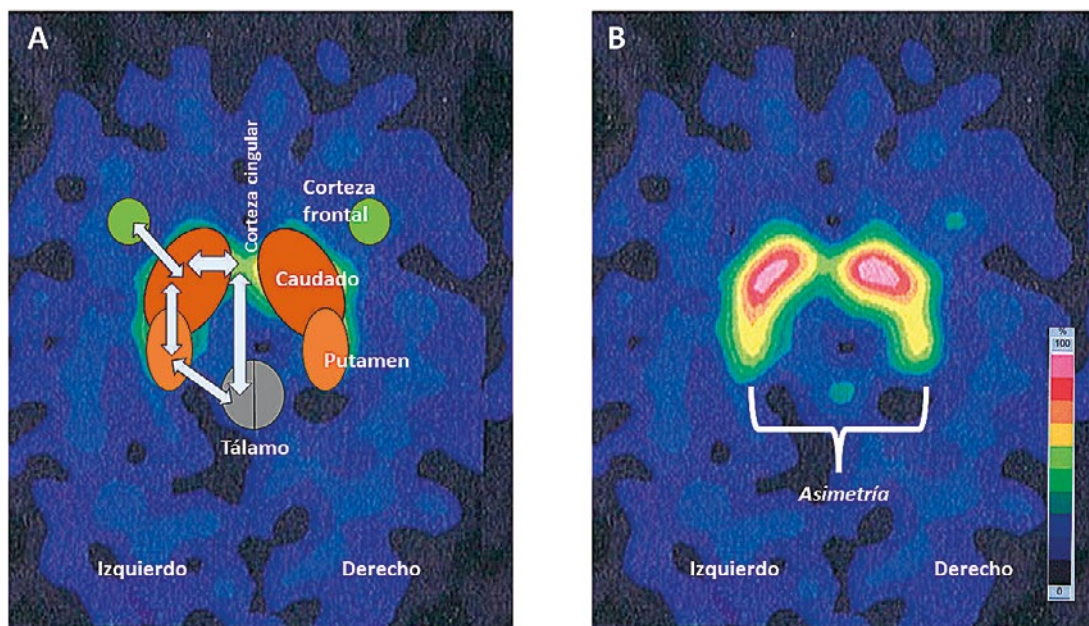 A
Corteza cingular
Corteza
frontal
Caudado
Putamen
Tálamo
Izquierdo
Derecho
B
Asimetría
%
100
0
Izquierdo
Derecho